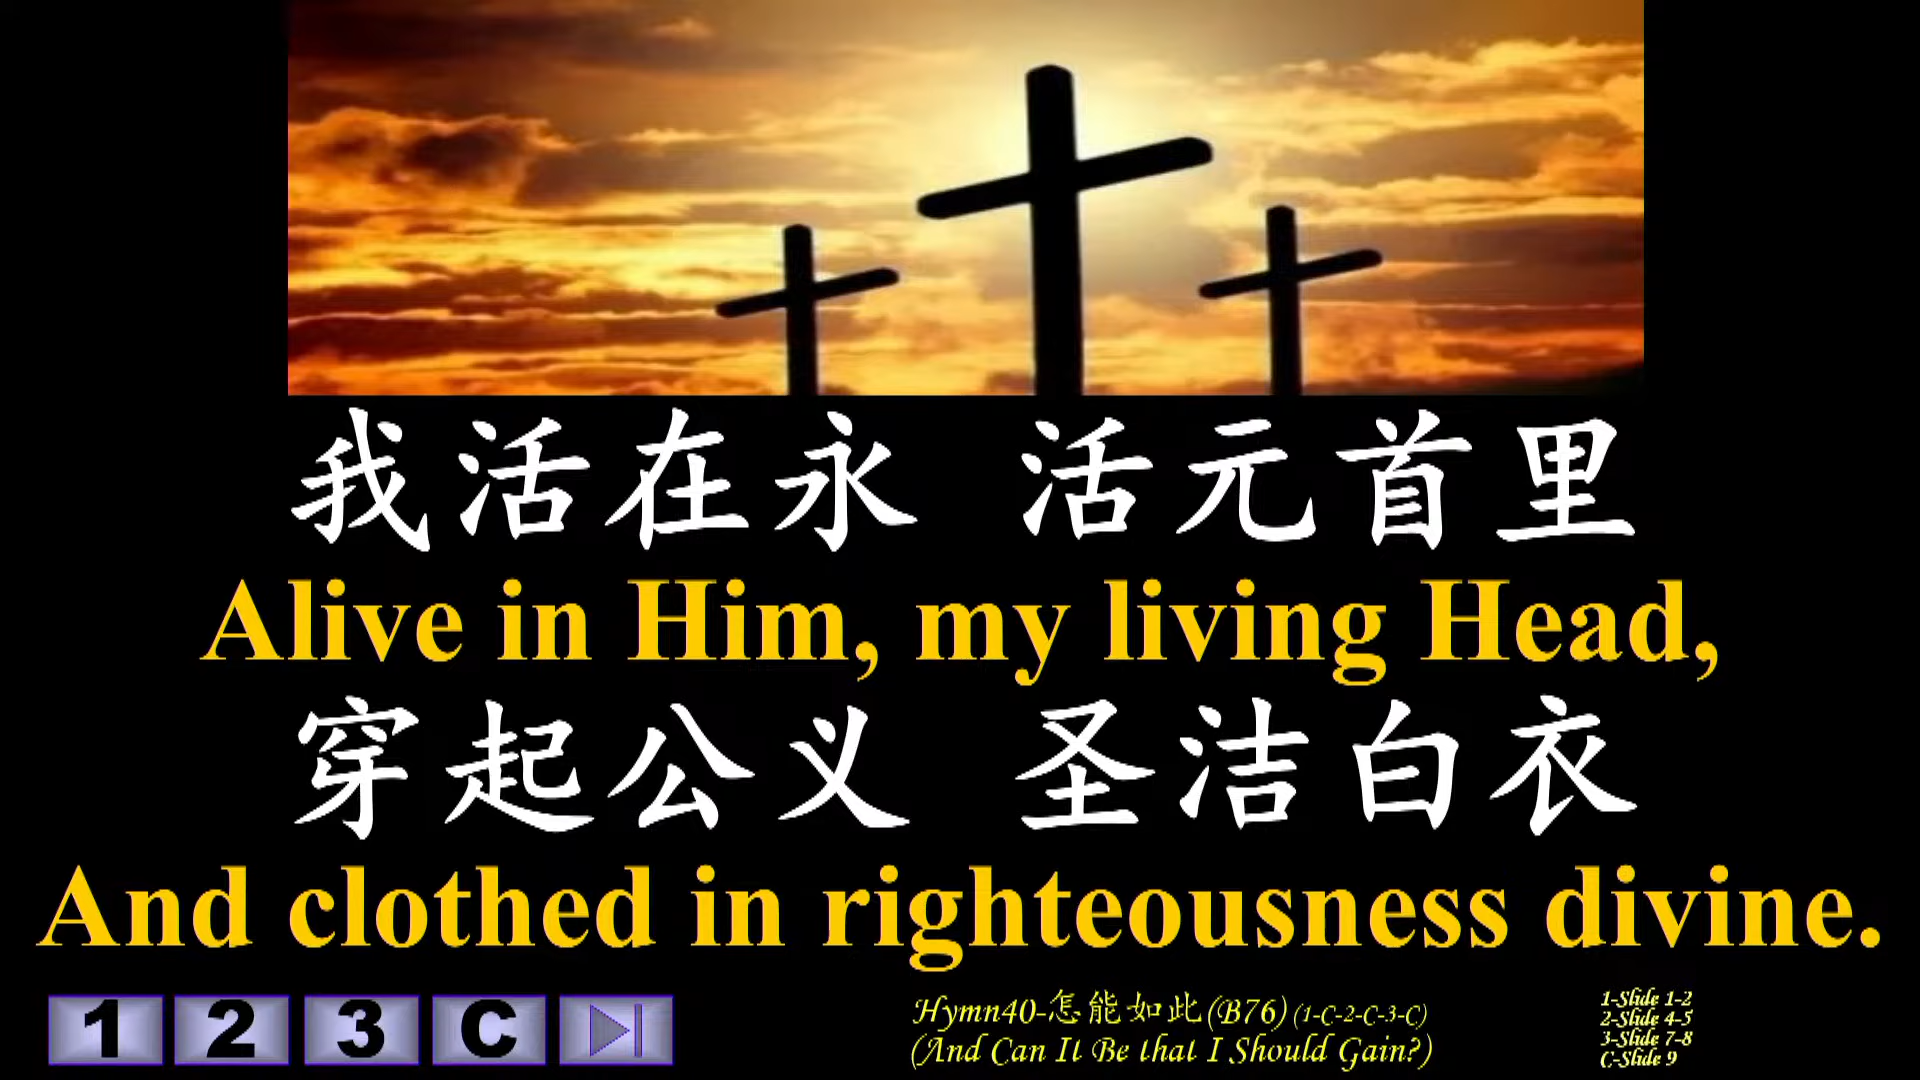 我活在永 活元首里
Alive in Him, my living Head,
穿起公义 圣洁白衣
And clothed in righteousness divine.
1 2 3 C
Hymn40-怎能如此(B76) (1-C-2-C-3-C)
(And Can It Be that I Should Gain?)
1-Slide 1-2
2-Slide 4-5
3-Slide 7-8
C-Slide 9